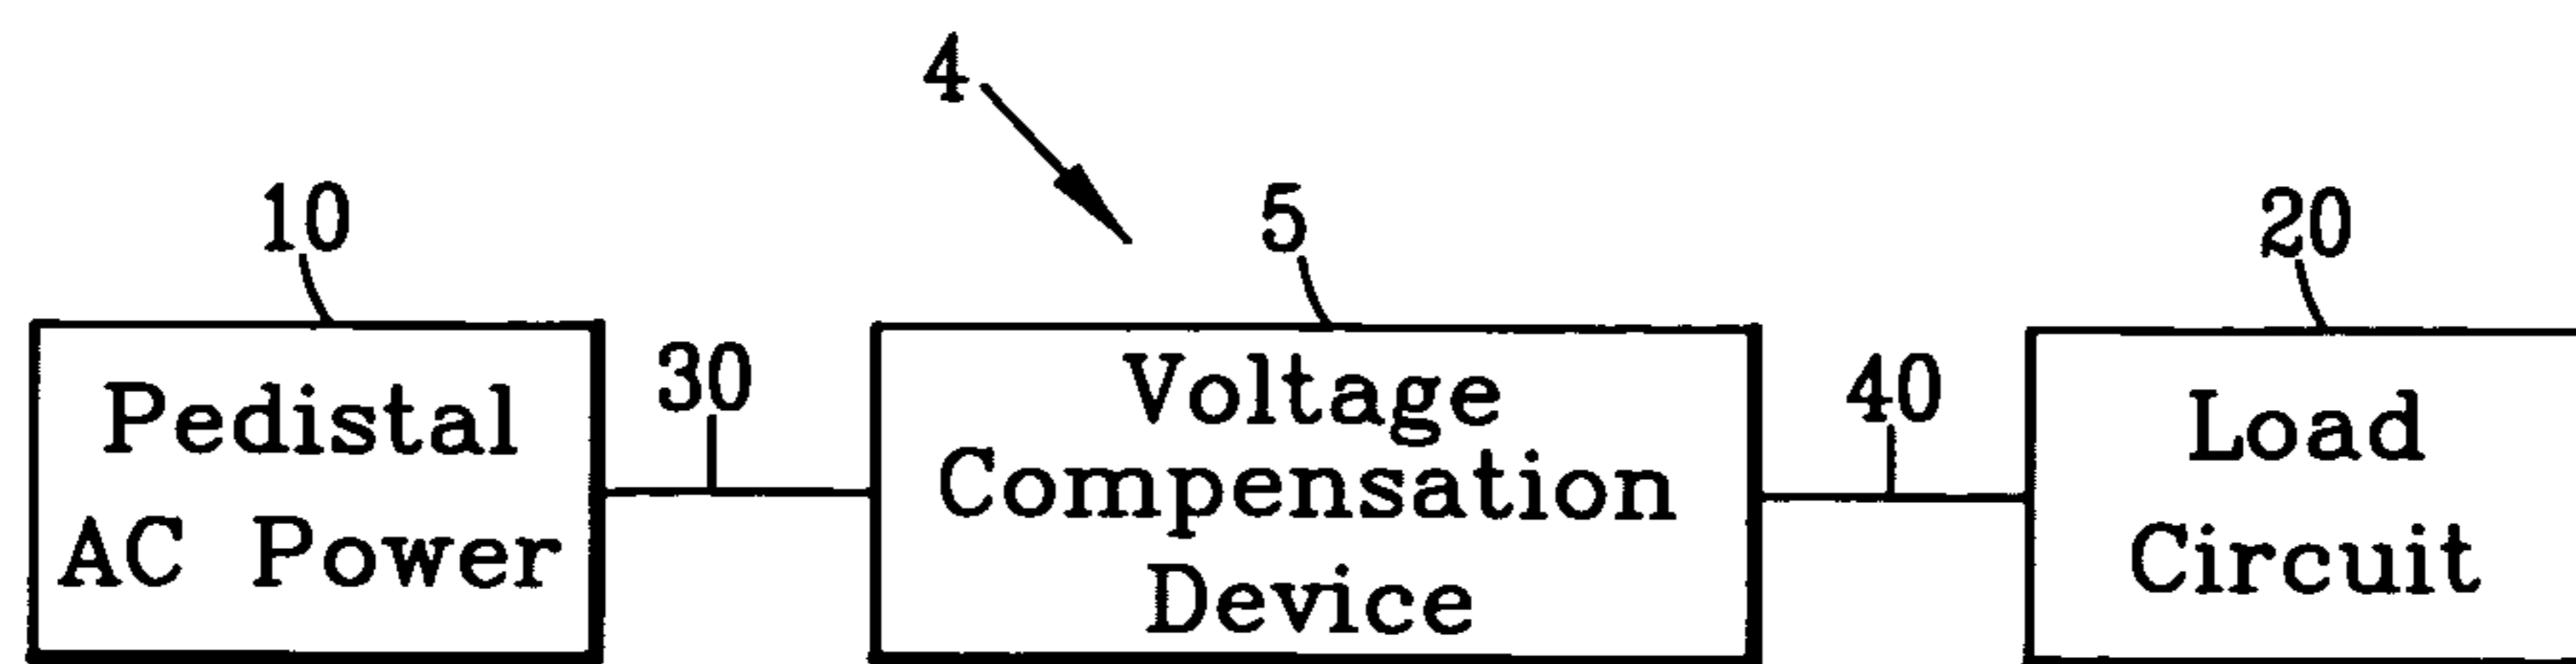 4
10
5
20
30
40
Pedistal
AC Power
Voltage
Compensation
Device
Load
Circuit